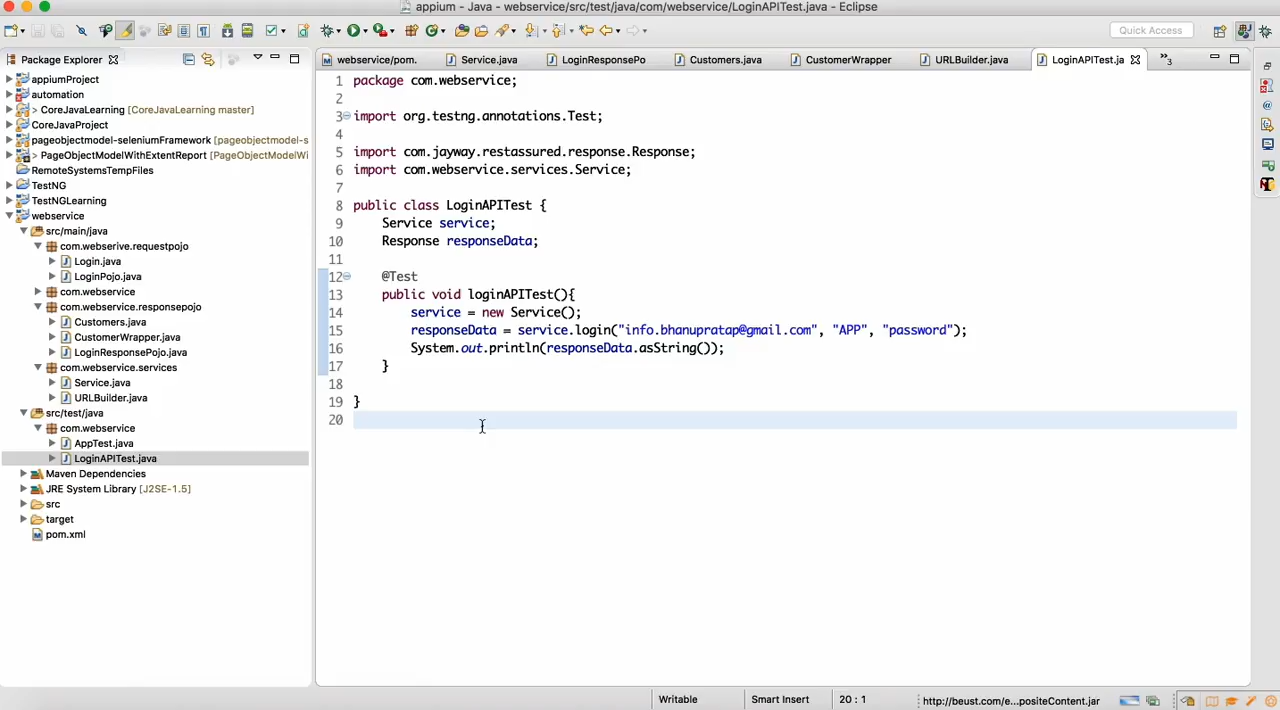 appium - Java - webservice/src/test/java/com/webservice/LoginAPITest.java - Eclipse
Quick Access
Package Explorer
webservice/pom.
Service.java
LoginResponsePo
Customers.java
CustomerWrapper
URLBuilder.java
LoginAPITest.ja
»3
appiumProject
automation
> CoreJavaLearning [CoreJavaLearning master]
CoreJavaProject
pageobjectmodel-seleniumFramework [pageobjectmodel-s
> PageObjectModelWithExtentReport [PageObjectModelWi
RemoteSystemsTempFiles
TestNG
TestNGLearning
webservice
src/main/java
com.webserive.requestpojo
Login.java
LoginPojo.java
com.webservice
com.webservice.responsepojo
Customers.java
CustomerWrapper.java
LoginResponsePojo.java
com.webservice.services
Service.java
URLBuilder.java
src/test/java
com.webservice
AppTest.java
LoginAPITest.java
Maven Dependencies
JRE System Library [J2SE-1.5]
src
target
pom.xml
1 package com.webservice;
2
3 import org.testng.annotations.Test;
4
5 import com.jayway.restassured.response.Response;
6 import com.webservice.services.Service;
7
8 public class LoginAPITest {
9 Service service;
10 Response responseData;
11
12 @Test
13 public void loginAPITest(){
14 service = new Service();
15 responseData = service.login("info.bhanupratap@gmail.com", "APP", "password");
16 System.out.println(responseData.asString());
17 }
18
19 }
20
Writable
Smart Insert
20 : 1
http://beust.com/e...positeContent.jar